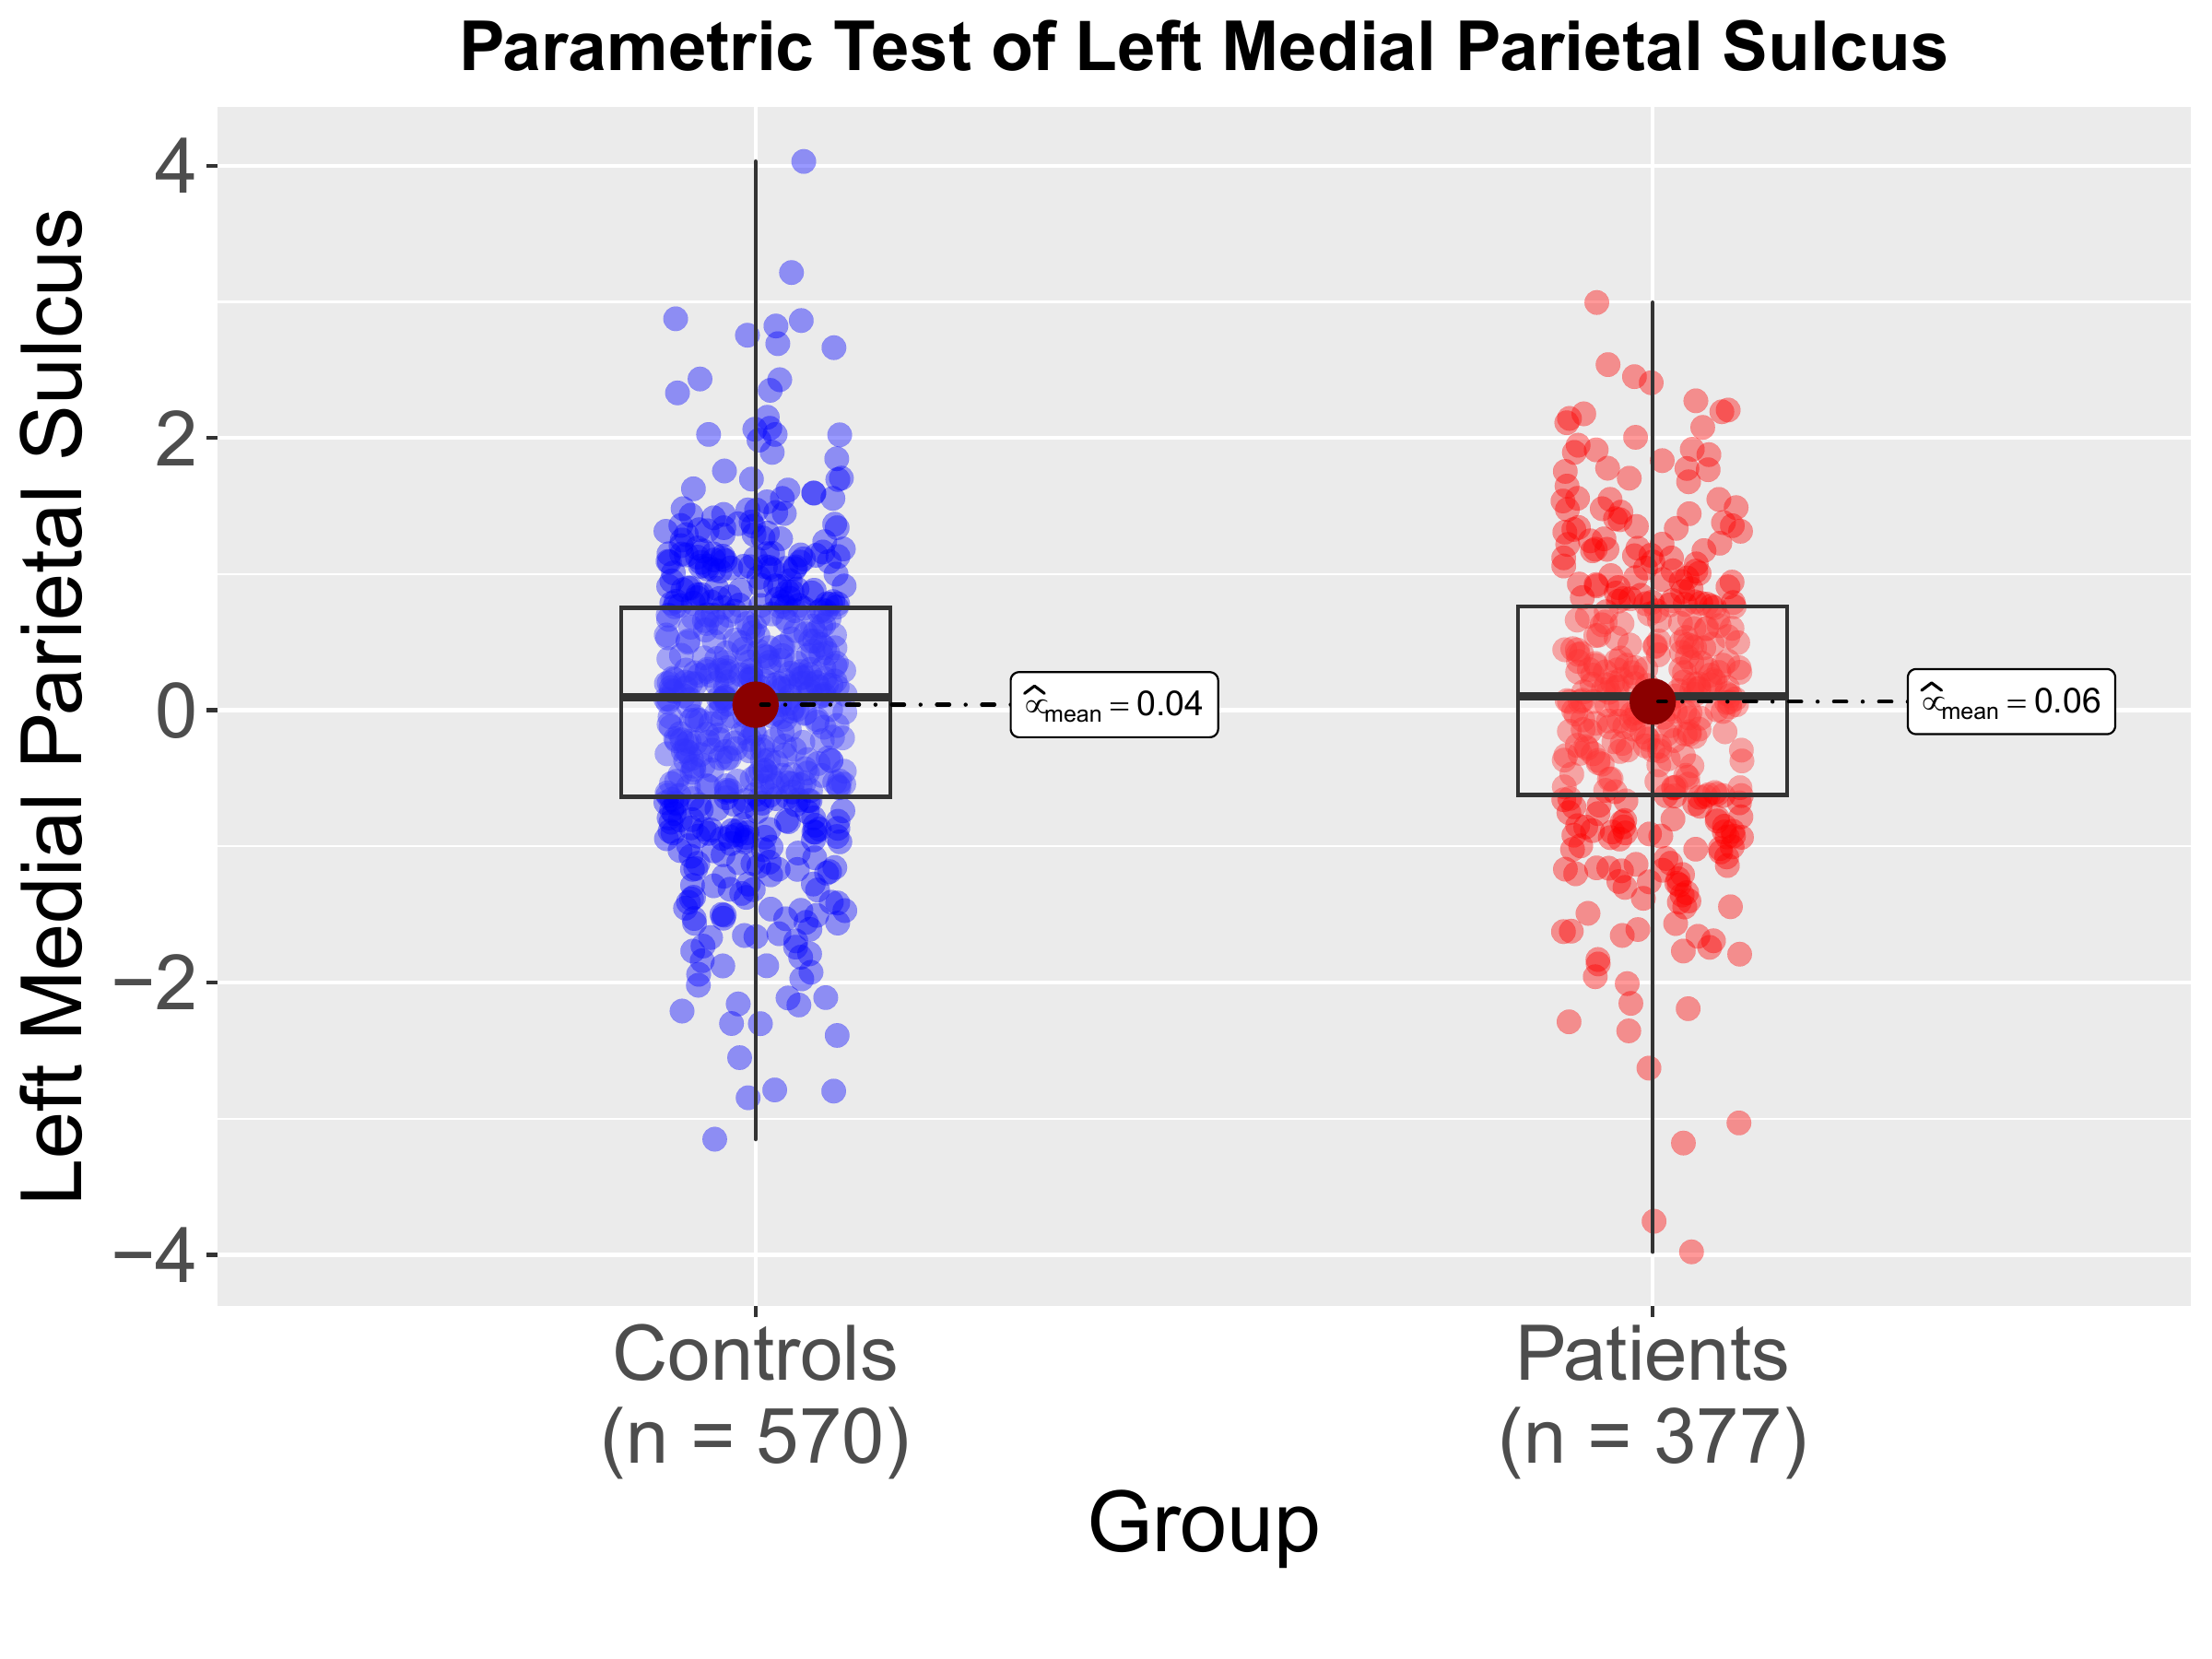 Parametric Test of Left Medial Parietal Sulcus
Left Medial Parietal Sulcus
4
2
0
−2
−4
∝̂mean = 0.04
∝̂mean = 0.06
Controls
(n = 570)
Patients
(n = 377)
Group